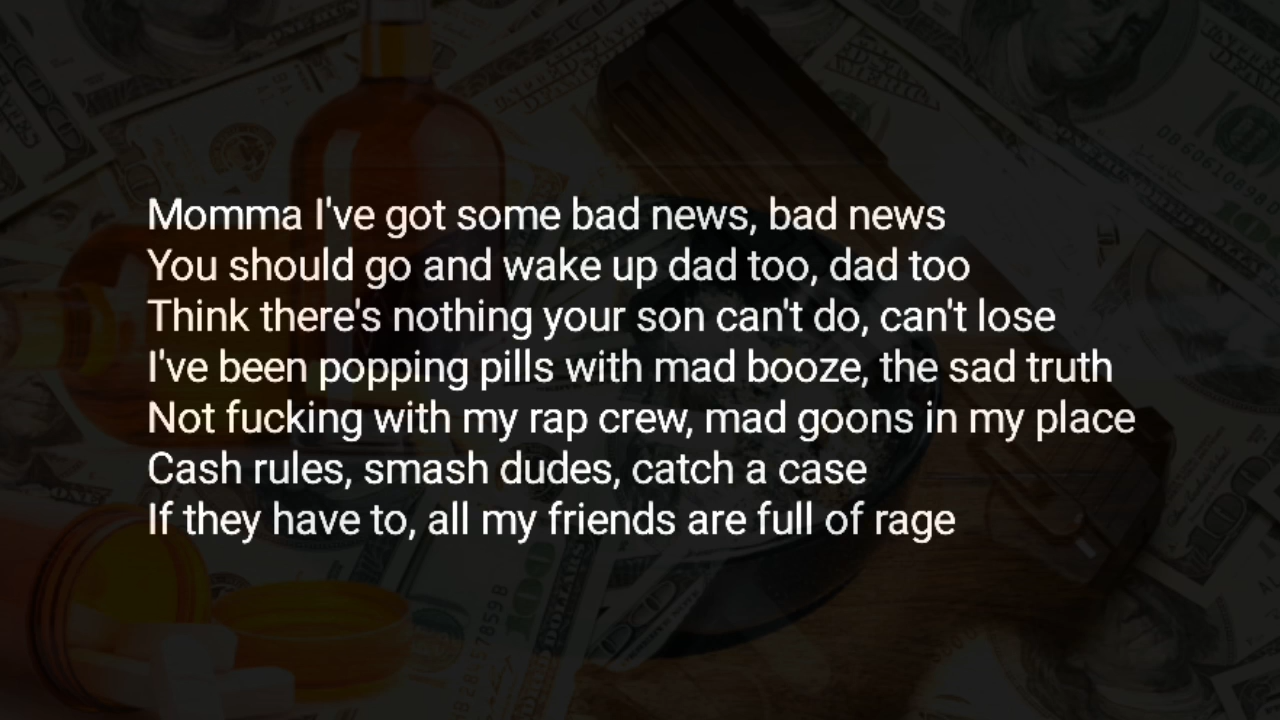 Momma I've got some bad news, bad news
You should go and wake up dad too, dad too
Think there's nothing your son can't do, can't lose
I've been popping pills with mad booze, the sad truth
Not fucking with my rap crew, mad goons in my place
Cash rules, smash dudes, catch a case
If they have to, all my friends are full of rage